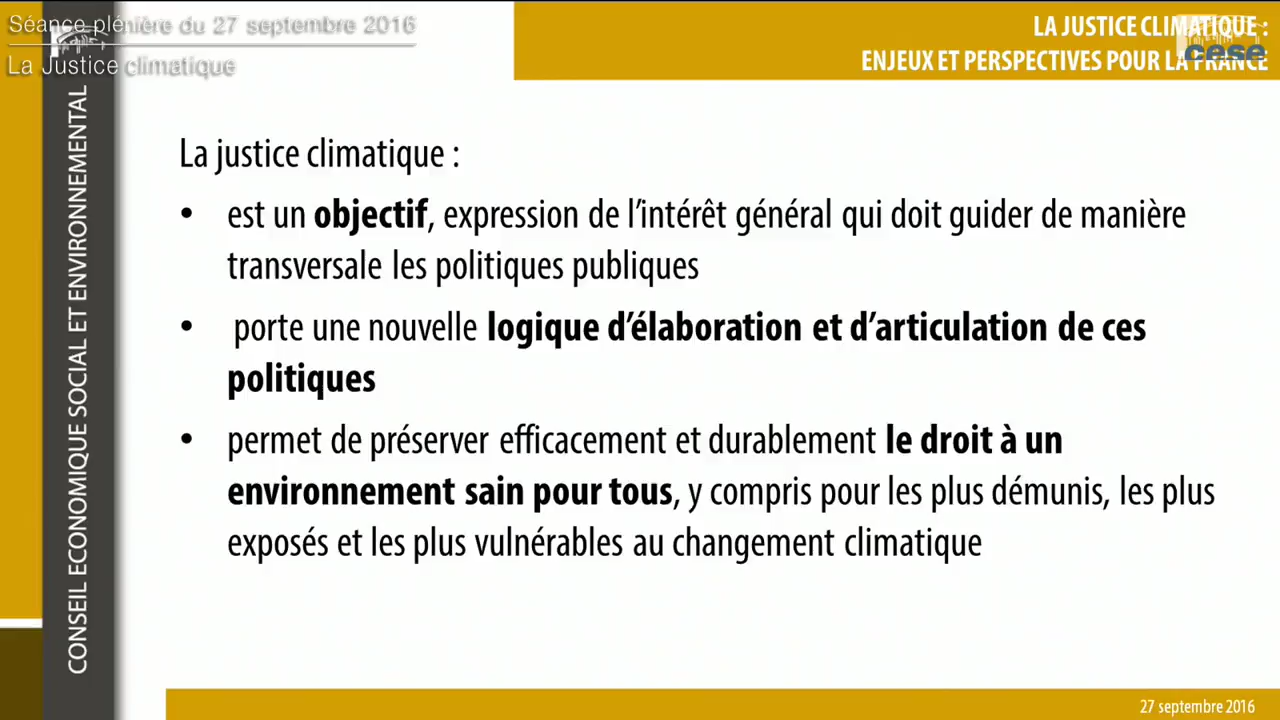 Séance plénière du 27 septembre 2016
La Justice climatique
LA JUSTICE CLIMATIQUE :
ENJEUX ET PERSPECTIVES POUR LA FRANCE
cese
CONSEIL ECONOMIQUE SOCIAL ET ENVIRONNEMENTAL
La justice climatique :
• est un objectif, expression de l’intérêt général qui doit guider de manière
transversale les politiques publiques
• porte une nouvelle logique d’élaboration et d’articulation de ces
politiques
• permet de préserver efficacement et durablement le droit à un
environnement sain pour tous, y compris pour les plus démunis, les plus
exposés et les plus vulnérables au changement climatique
27 septembre 2016